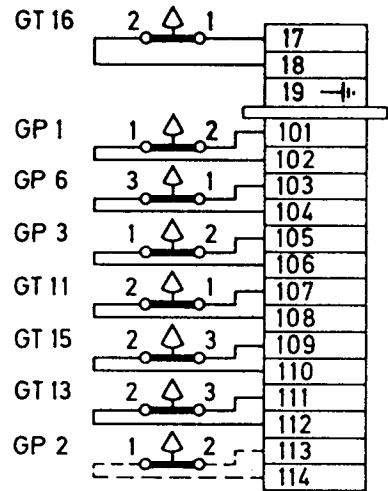 GT 16 2 1 17
18
19
GP 1 1 2 101
102
GP 6 3 1 103
104
GP 3 1 2 105
106
GT 11 2 1 107
108
GT 15 2 3 109
110
GT 13 2 3 111
112
GP 2 1 2 113
114